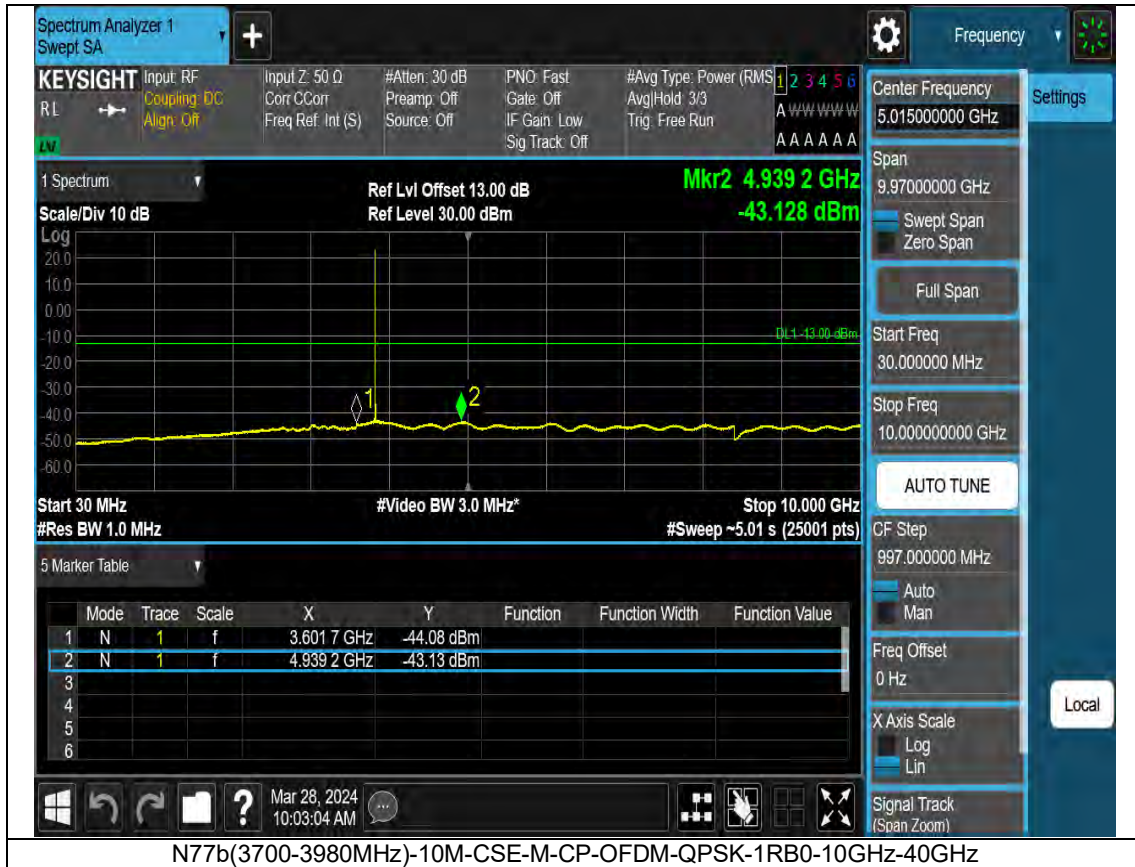 Spectrum Analyzer 1
Swept SA
+
Frequency
KEYSIGHT
RL
Input: RF
Coupling: DC
Align: Off
Input Z: 50 Ω
Corr CCorr
Freq Ref: Int (S)
#Atten: 30 dB
Preamp: Off
Source: Off
PNO: Fast
Gate: Off
IF Gain: Low
Sig Track: Off
#Avg Type: Power (RMS
Avg|Hold: 3/3
Trig: Free Run
1 2 3 4 5 6
A W W W W W
A A A A A A
1 Spectrum
Scale/Div 10 dB
Ref Lvl Offset 13.00 dB
Ref Level 30.00 dBm
Mkr2 4.939 2 GHz
-43.128 dBm
Log
20.0
10.0
0.00
-10.0
-20.0
-30.0
-40.0
-50.0
-60.0
DL1 -13.00 dBm
1
2
Start 30 MHz
#Res BW 1.0 MHz
#Video BW 3.0 MHz*
Stop 10.000 GHz
#Sweep ~5.01 s (25001 pts)
5 Marker Table
Mode Trace Scale X Y Function Function Width Function Value
1 N 1 f 3.601 7 GHz -44.08 dBm
2 N 1 f 4.939 2 GHz -43.13 dBm
3
4
5
6
Mar 28, 2024
10:03:04 AM
?
Center Frequency
5.015000000 GHz
Settings
Span
9.97000000 GHz
Swept Span
Zero Span
Full Span
Start Freq
30.000000 MHz
Stop Freq
10.000000000 GHz
AUTO TUNE
CF Step
997.000000 MHz
Auto
Man
Freq Offset
0 Hz
X Axis Scale
Log
Lin
Signal Track
(Span Zoom)
Local
N77b(3700-3980MHz)-10M-CSE-M-CP-OFDM-QPSK-1RB0-10GHz-40GHz